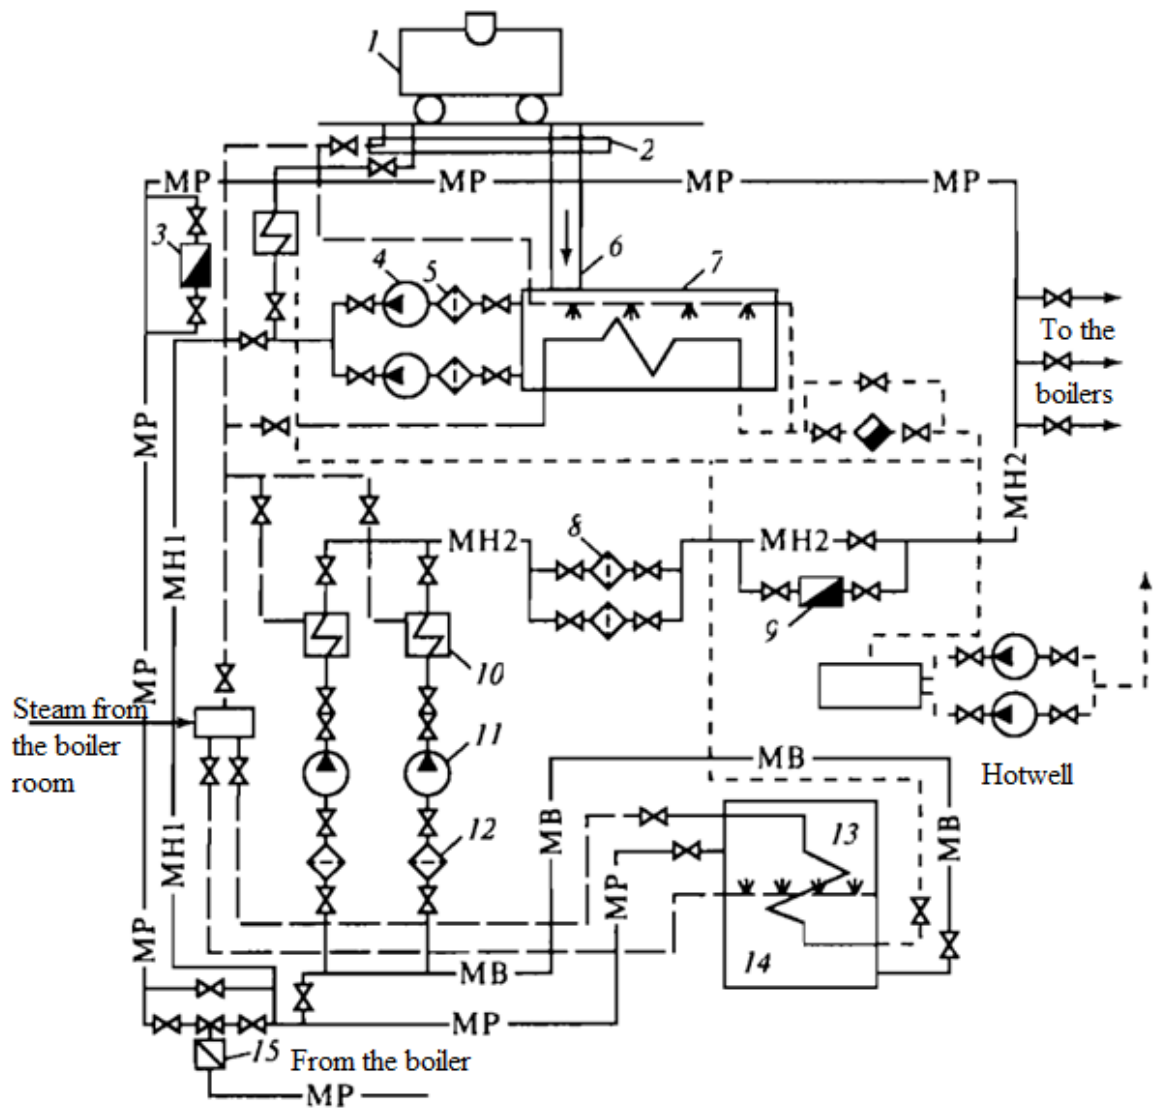 1
2
MP MP MP MP
3
4
5
6
7
To the
boilers
MP
MH1
MH2
8
MH2
MH2
9
10
Steam from
the boiler
room
MP
11
Hotwell
MB
12
MB
13
MB
MH1
MP
MP
14
MB
MP
15
From the boiler
MP